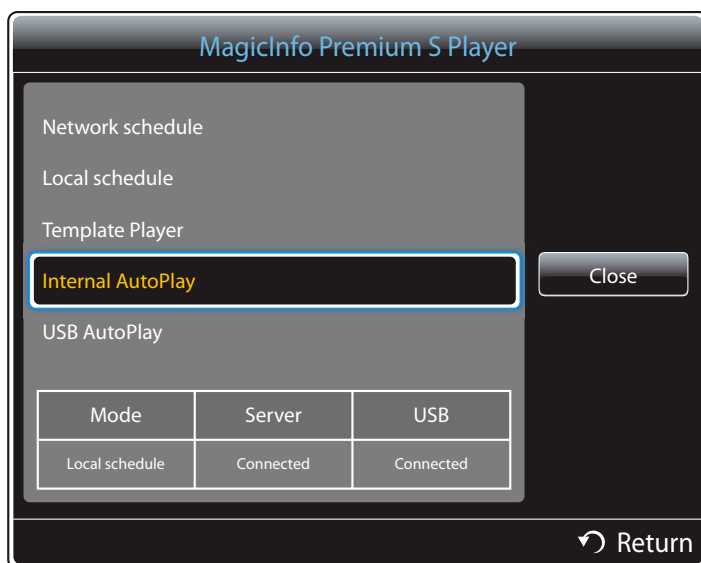 MagicInfo Premium S Player
Network schedule
Local schedule
Template Player
Internal AutoPlay
Close
USB AutoPlay
Mode Server USB
Local schedule Connected Connected
Return